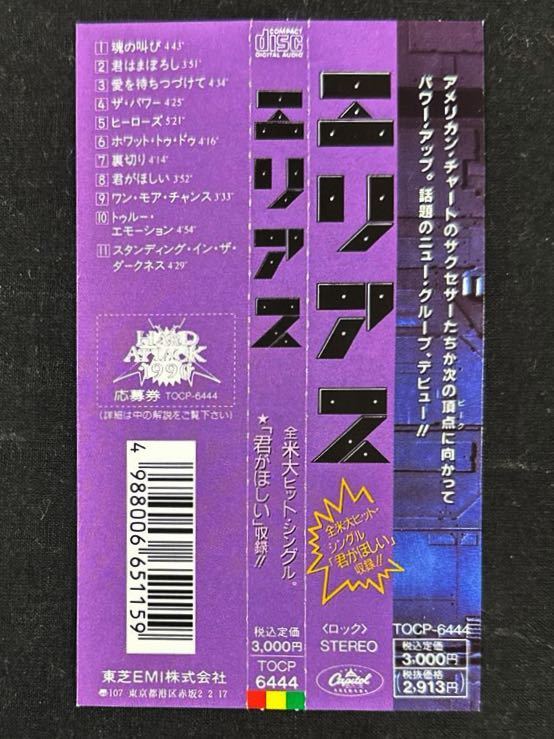 1 魂の叫び 4'43"
2 君はまぼろし 3'51"
3 愛を待ちつづけて 4'34"
4 ザ・パワー 4'25"
5 ヒーローズ 5'21"
6 ホワット・トゥ・ドゥ 4'16"
7 裏切り 4'14"
8 君がほしい 3'52"
9 ワン・モア・チャンス 3'33"
10 トゥルー・
エモーション 4'54"
11 スタンディング・イン・ザ・
ダークネス 4'29"
HARD
ATTACK
1990
応募券 TOCP-6444
(詳細は中の解説をご覧下さい)
4 988006 651159
東芝EMI株式会社
〠107 東京都港区赤坂2 2 17
COMPACT
disc
DIGITAL AUDIO
エリアス
全米・大ヒット・シングル。
★「君がほしい」収録!!
税込定価
3,000円
TOCP
6444
エリアス
全米大ヒット・
シングル
「君がほしい」
収録!!
〈ロック〉
STEREO
Capitol
RECORDS
アメリカン・チャートのサクセサーたちが次の頂点に向かって
ピーク
パワー・アップ。話題のニュー・グループ、デビュー!!
TOCP-6444
税込定価
3,000円
(税抜価格
2,913円)